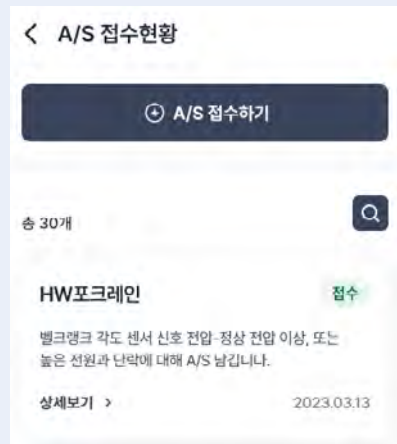 A/S 접수현황
A/S 접수하기
총 30개
HW포크레인
접수
벨크랭크 각도 센서 신호 전압-정상 전압 이상, 또는
높은 전원과 단락에 대해 A/S 남깁니다.
상세보기 >
2023.03.13